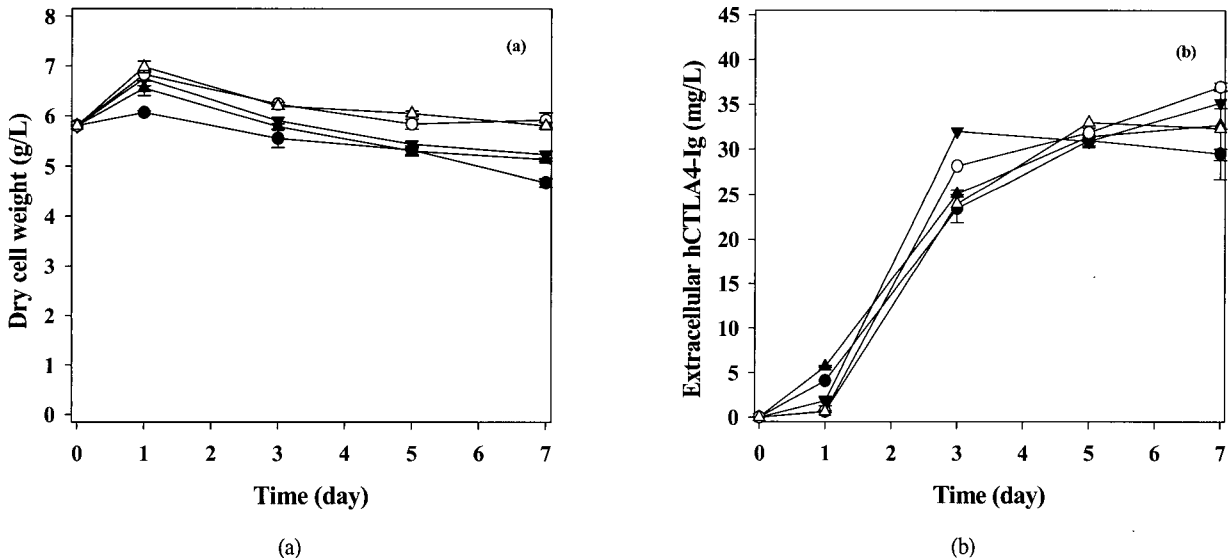 (a)
Dry cell weight (g/L)
8
7
6
5
4
3
2
1
0
0 1 2 3 4 5 6 7
Time (day)
(a)
(b)
Extracellular hCTLA4-Ig (mg/L)
45
40
35
30
25
20
15
10
5
0
0 1 2 3 4 5 6 7
Time (day)
(b)